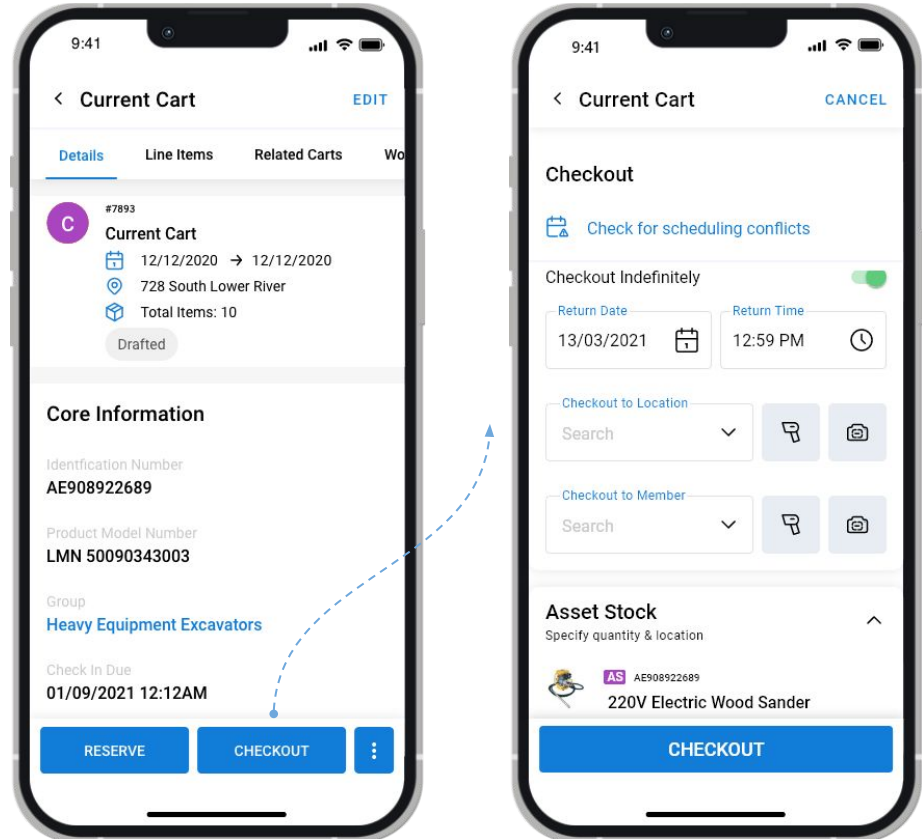 9:41
Current Cart
EDIT
Details Line Items Related Carts Wo
#7893
C
Current Cart
12/12/2020 → 12/12/2020
728 South Lower River
Total Items: 10
Drafted
Core Information
Identfication Number
AE908922689
Product Model Number
LMN 50090343003
Group
Heavy Equipment Excavators
Check In Due
01/09/2021 12:12AM
RESERVE CHECKOUT
9:41
Current Cart
CANCEL
Checkout
Check for scheduling conflicts
Checkout Indefinitely
Return Date Return Time
13/03/2021 12:59 PM
Checkout to Location
Search
Checkout to Member
Search
Asset Stock
Specify quantity & location
AS AE908922689
220V Electric Wood Sander
CHECKOUT